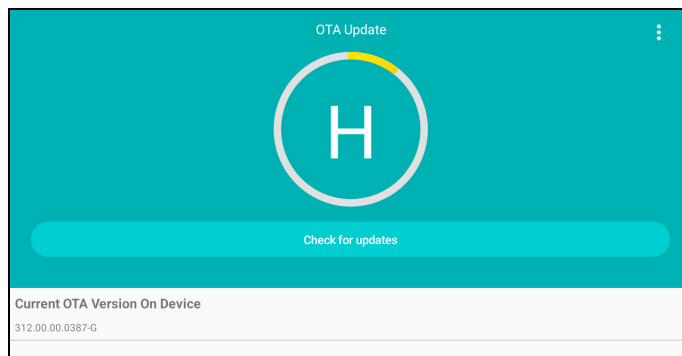 OTA Update
H
Check for updates
Current OTA Version On Device
312.00.00.0387-G